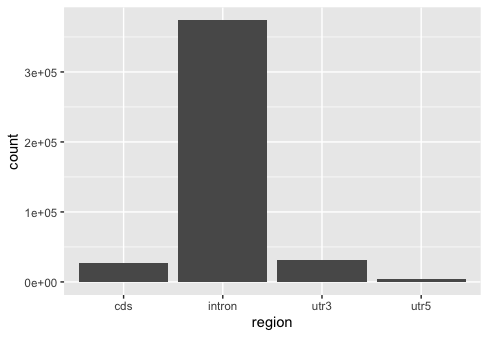 count
3e+05
2e+05
1e+05
0e+00
cds intron utr3 utr5
region